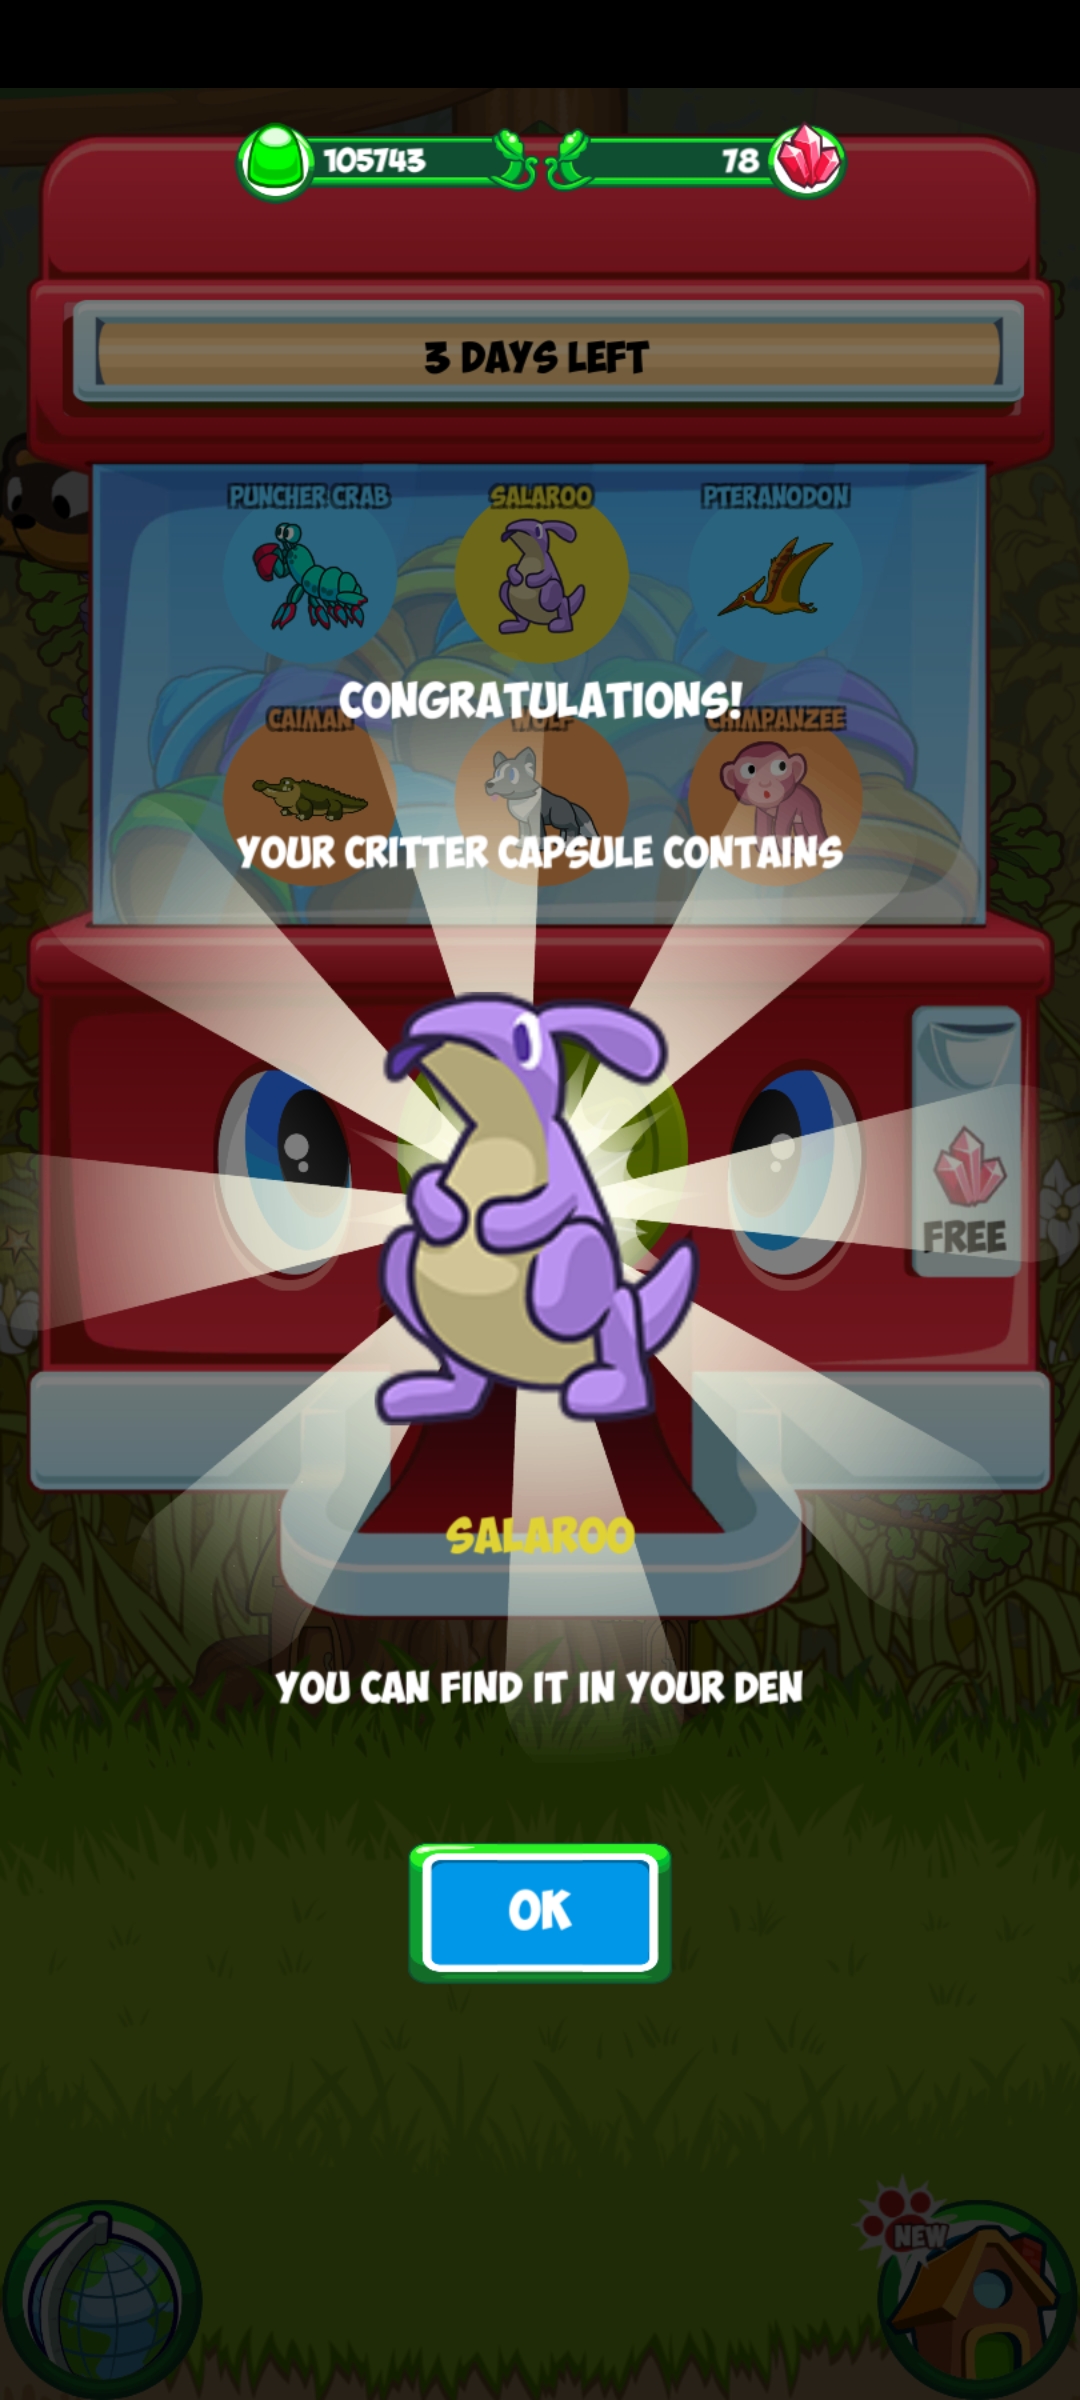 105743
78
3 DAYS LEFT
PUNCHER CRAB
SALAROO
PTERANODON
CONGRATULATIONS!
CAIMAN
WOLF
CHIMPANZEE
YOUR CRITTER CAPSULE CONTAINS
FREE
SALAROO
YOU CAN FIND IT IN YOUR DEN
OK
NEW